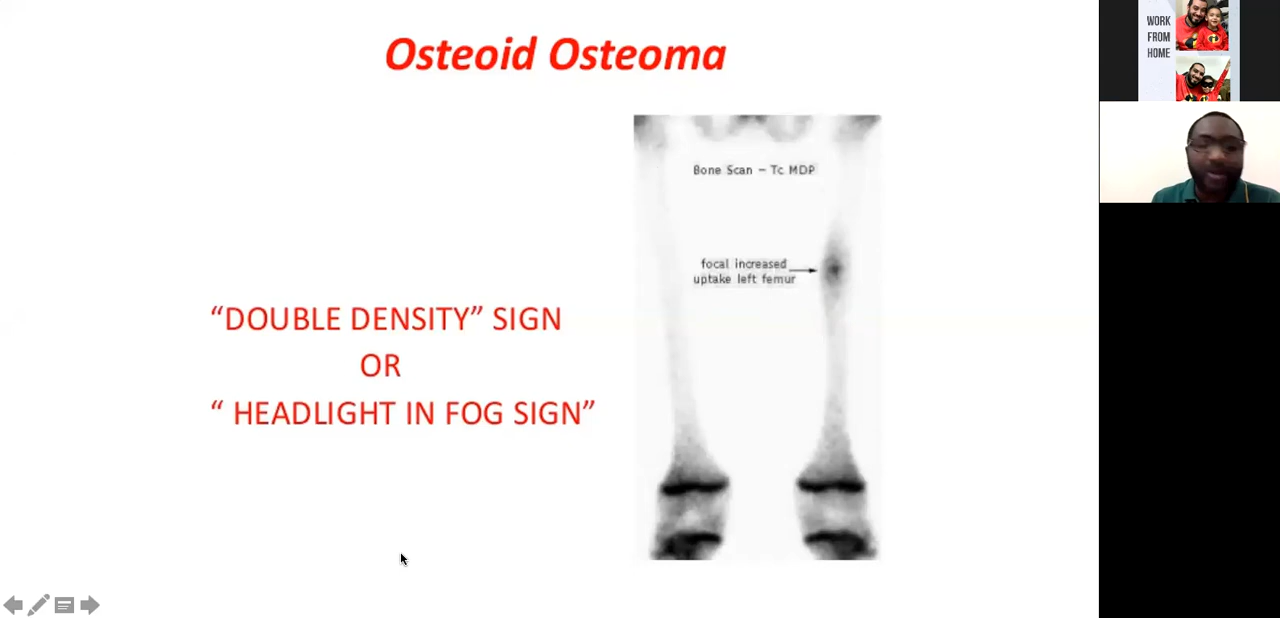 Osteoid Osteoma
WORK
FROM
HOME
Bone Scan – Tc MDP
focal increased
uptake left femur
“DOUBLE DENSITY” SIGN
OR
“ HEADLIGHT IN FOG SIGN”